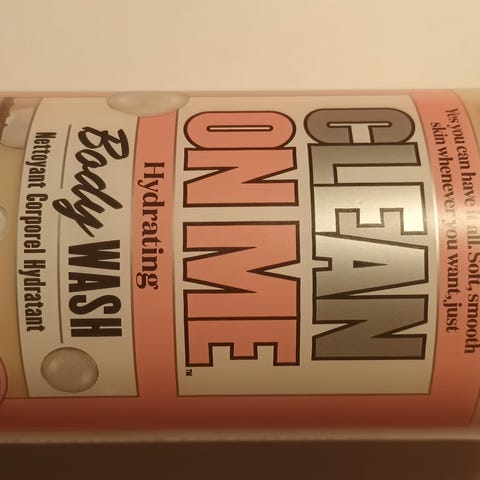 Yes you can have it all. Soft, smooth
skin whenever you want, just
CLEAN
ON ME™
Hydrating
Body WASH
Nettoyant Corporel Hydratant